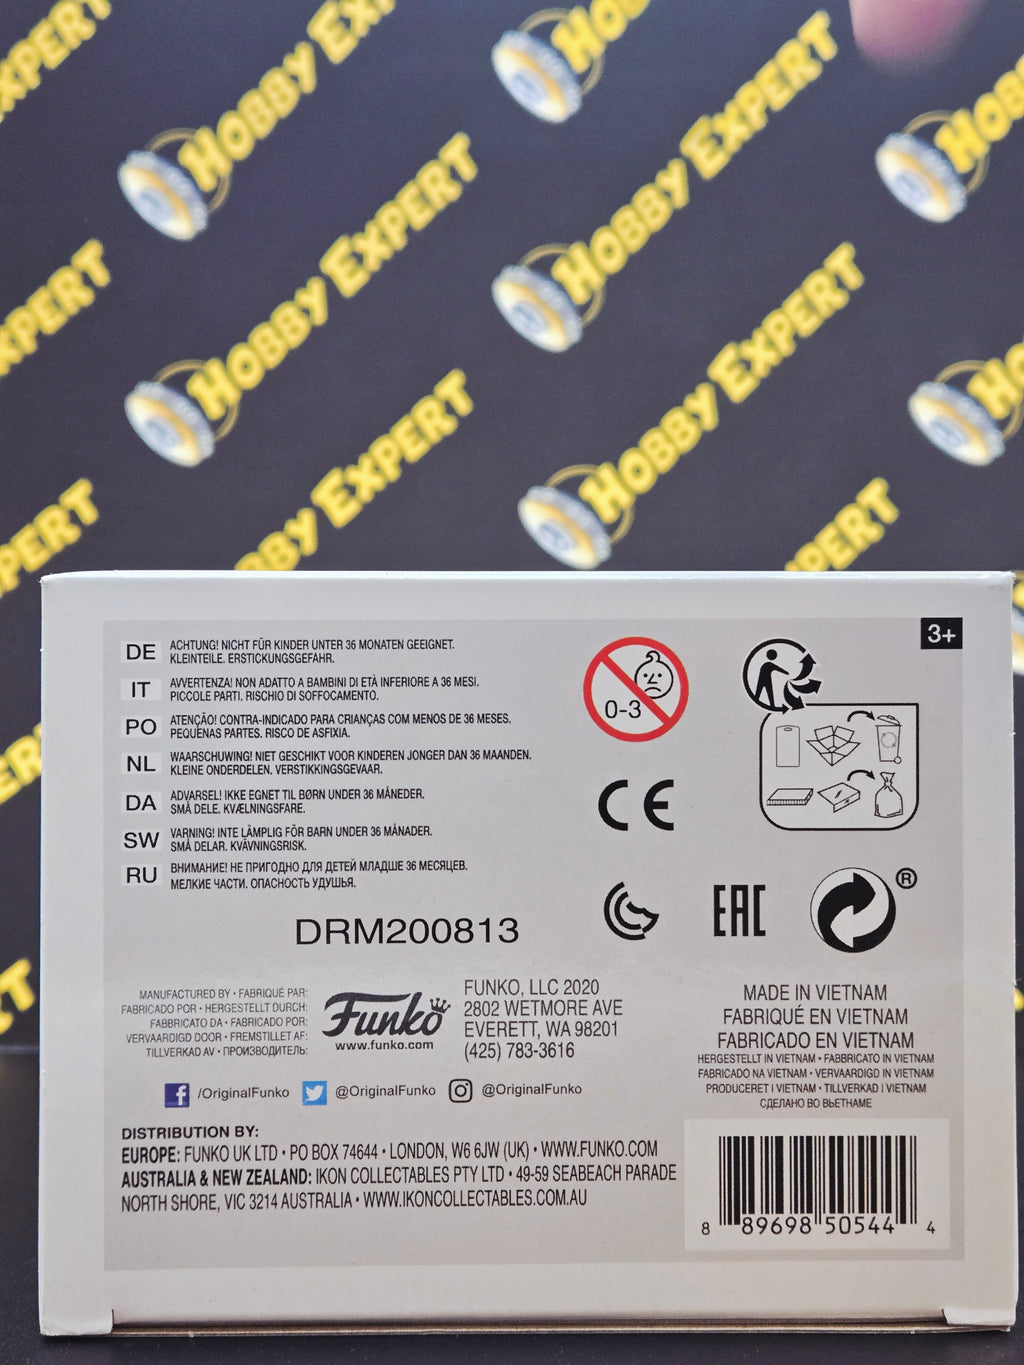 HOBBY EXPERT
HOBBY EXPERT
HOBBY EXPERT
HOBBY EXPERT
HOBBY EXPERT
3+
DE ACHTUNG! NICHT FÜR KINDER UNTER 36 MONATEN GEEIGNET.
KLEINTEILE. ERSTICKUNGSGEFAHR.
IT AVVERTENZA! NON ADATTO A BAMBINI DI ETÀ INFERIORE A 36 MESI.
PICCOLE PARTI. RISCHIO DI SOFFOCAMENTO.
PO ATENÇÃO! CONTRA-INDICADO PARA CRIANÇAS COM MENOS DE 36 MESES.
PEQUENAS PARTES. RISCO DE ASFIXIA.
NL WAARSCHUWING! NIET GESCHIKT VOOR KINDEREN JONGER DAN 36 MAANDEN.
KLEINE ONDERDELEN. VERSTIKKINGSGEVAAR.
DA ADVARSEL! IKKE EGNET TIL BØRN UNDER 36 MÅNEDER.
SMÅ DELE. KVÆLNINGSFARE.
SW VARNING! INTE LÄMPLIG FÖR BARN UNDER 36 MÅNADER.
SMÅ DELAR. KVÄVNINGSRISK.
RU ВНИМАНИЕ! НЕ ПРИГОДНО ДЛЯ ДЕТЕЙ МЛАДШЕ 36 МЕСЯЦЕВ.
МЕЛКИЕ ЧАСТИ. ОПАСНОСТЬ УДУШЬЯ.
0-3
CE
EAC
®
DRM200813
MANUFACTURED BY • FABRIQUÉ PAR:
FABRICADO POR • HERGESTELLT DURCH:
FABBRICATO DA • FABRICADO POR:
VERVAARDIGD DOOR • FREMSTILLET AF:
TILLVERKAD AV • ПРОИЗВОДИТЕЛЬ:
Funko
www.funko.com
FUNKO, LLC 2020
2802 WETMORE AVE
EVERETT, WA 98201
(425) 783-3616
MADE IN VIETNAM
FABRIQUÉ EN VIETNAM
FABRICADO EN VIETNAM
HERGESTELLT IN VIETNAM • FABBRICATO IN VIETNAM
FABRICADO NA VIETNAM • VERVAARDIGD IN VIETNAM
PRODUCERET I VIETNAM • TILLVERKAD I VIETNAM
СДЕЛАНО ВО ВЬЕТНАМЕ
/OriginalFunko @OriginalFunko @OriginalFunko
DISTRIBUTION BY:
EUROPE: FUNKO UK LTD • PO BOX 74644 • LONDON, W6 6JW (UK) • WWW.FUNKO.COM
AUSTRALIA & NEW ZEALAND: IKON COLLECTABLES PTY LTD • 49-59 SEABEACH PARADE
NORTH SHORE, VIC 3214 AUSTRALIA • WWW.IKONCOLLECTABLES.COM.AU
8 89698 50544 4